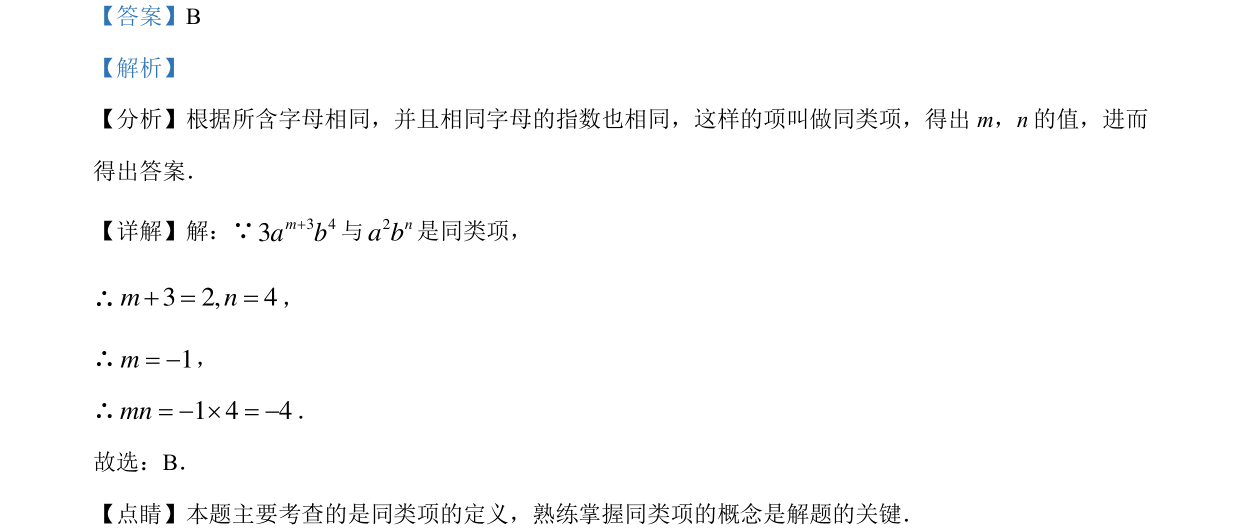 【答案】B
【解析】
【分析】根据所含字母相同，并且相同字母的指数也相同，这样的项叫做同类项，得出 m，n 的值，进而
得出答案．
【详解】解：∵ 3a^{m+3}b^4 与 a^2b^n 是同类项，
∴ m+3=2,n=4，
∴ m=−1，
∴ mn=−1×4=−4．
故选：B．
【点睛】本题主要考查的是同类项的定义，熟练掌握同类项的概念是解题的关键．